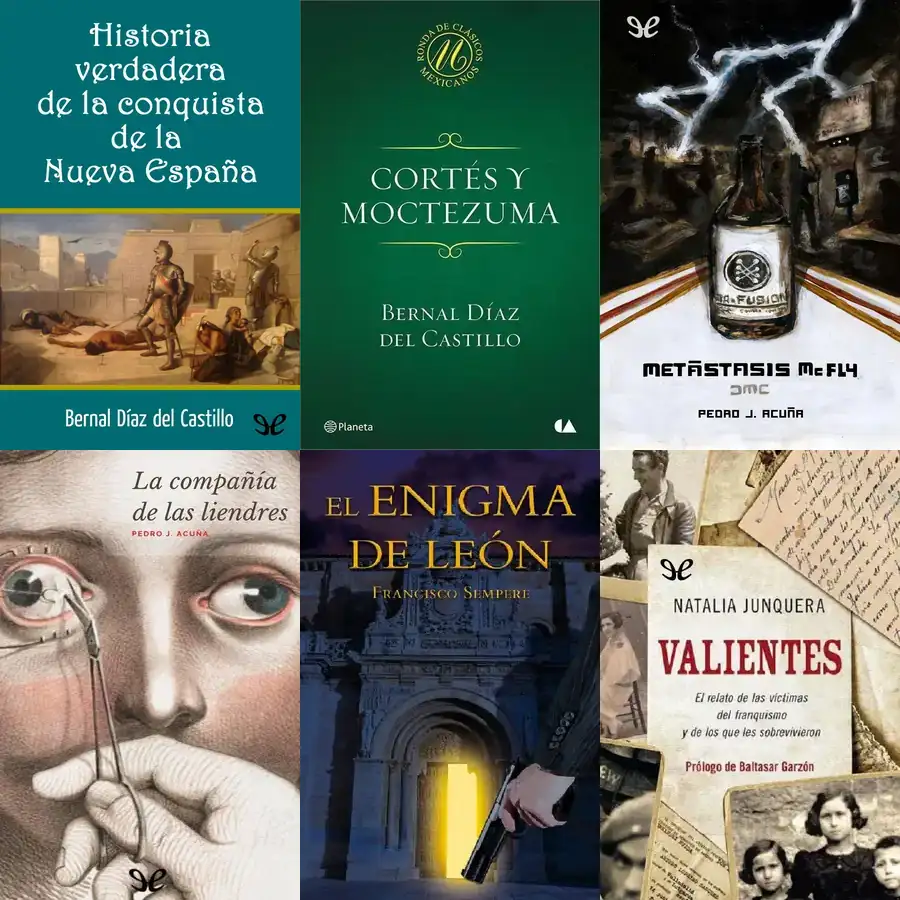 Historia
verdadera
de la conquista
de la
Nueva España
Bernal Díaz del Castillo
RONDA DE CLÁSICOS
MEXICANOS
CORTÉS Y
MOCTEZUMA
BERNAL DÍAZ
DEL CASTILLO
Planeta
METÁSTASIS McFLY
DMC
PEDRO J. ACUÑA
La compañía
de las liendres
PEDRO J. ACUÑA
EL ENIGMA
DE LEÓN
FRANCISCO SEMPERE
NATALIA JUNQUERA
VALIENTES
El relato de las víctimas
del franquismo
y de los que les sobrevivieron
Prólogo de Baltasar Garzón